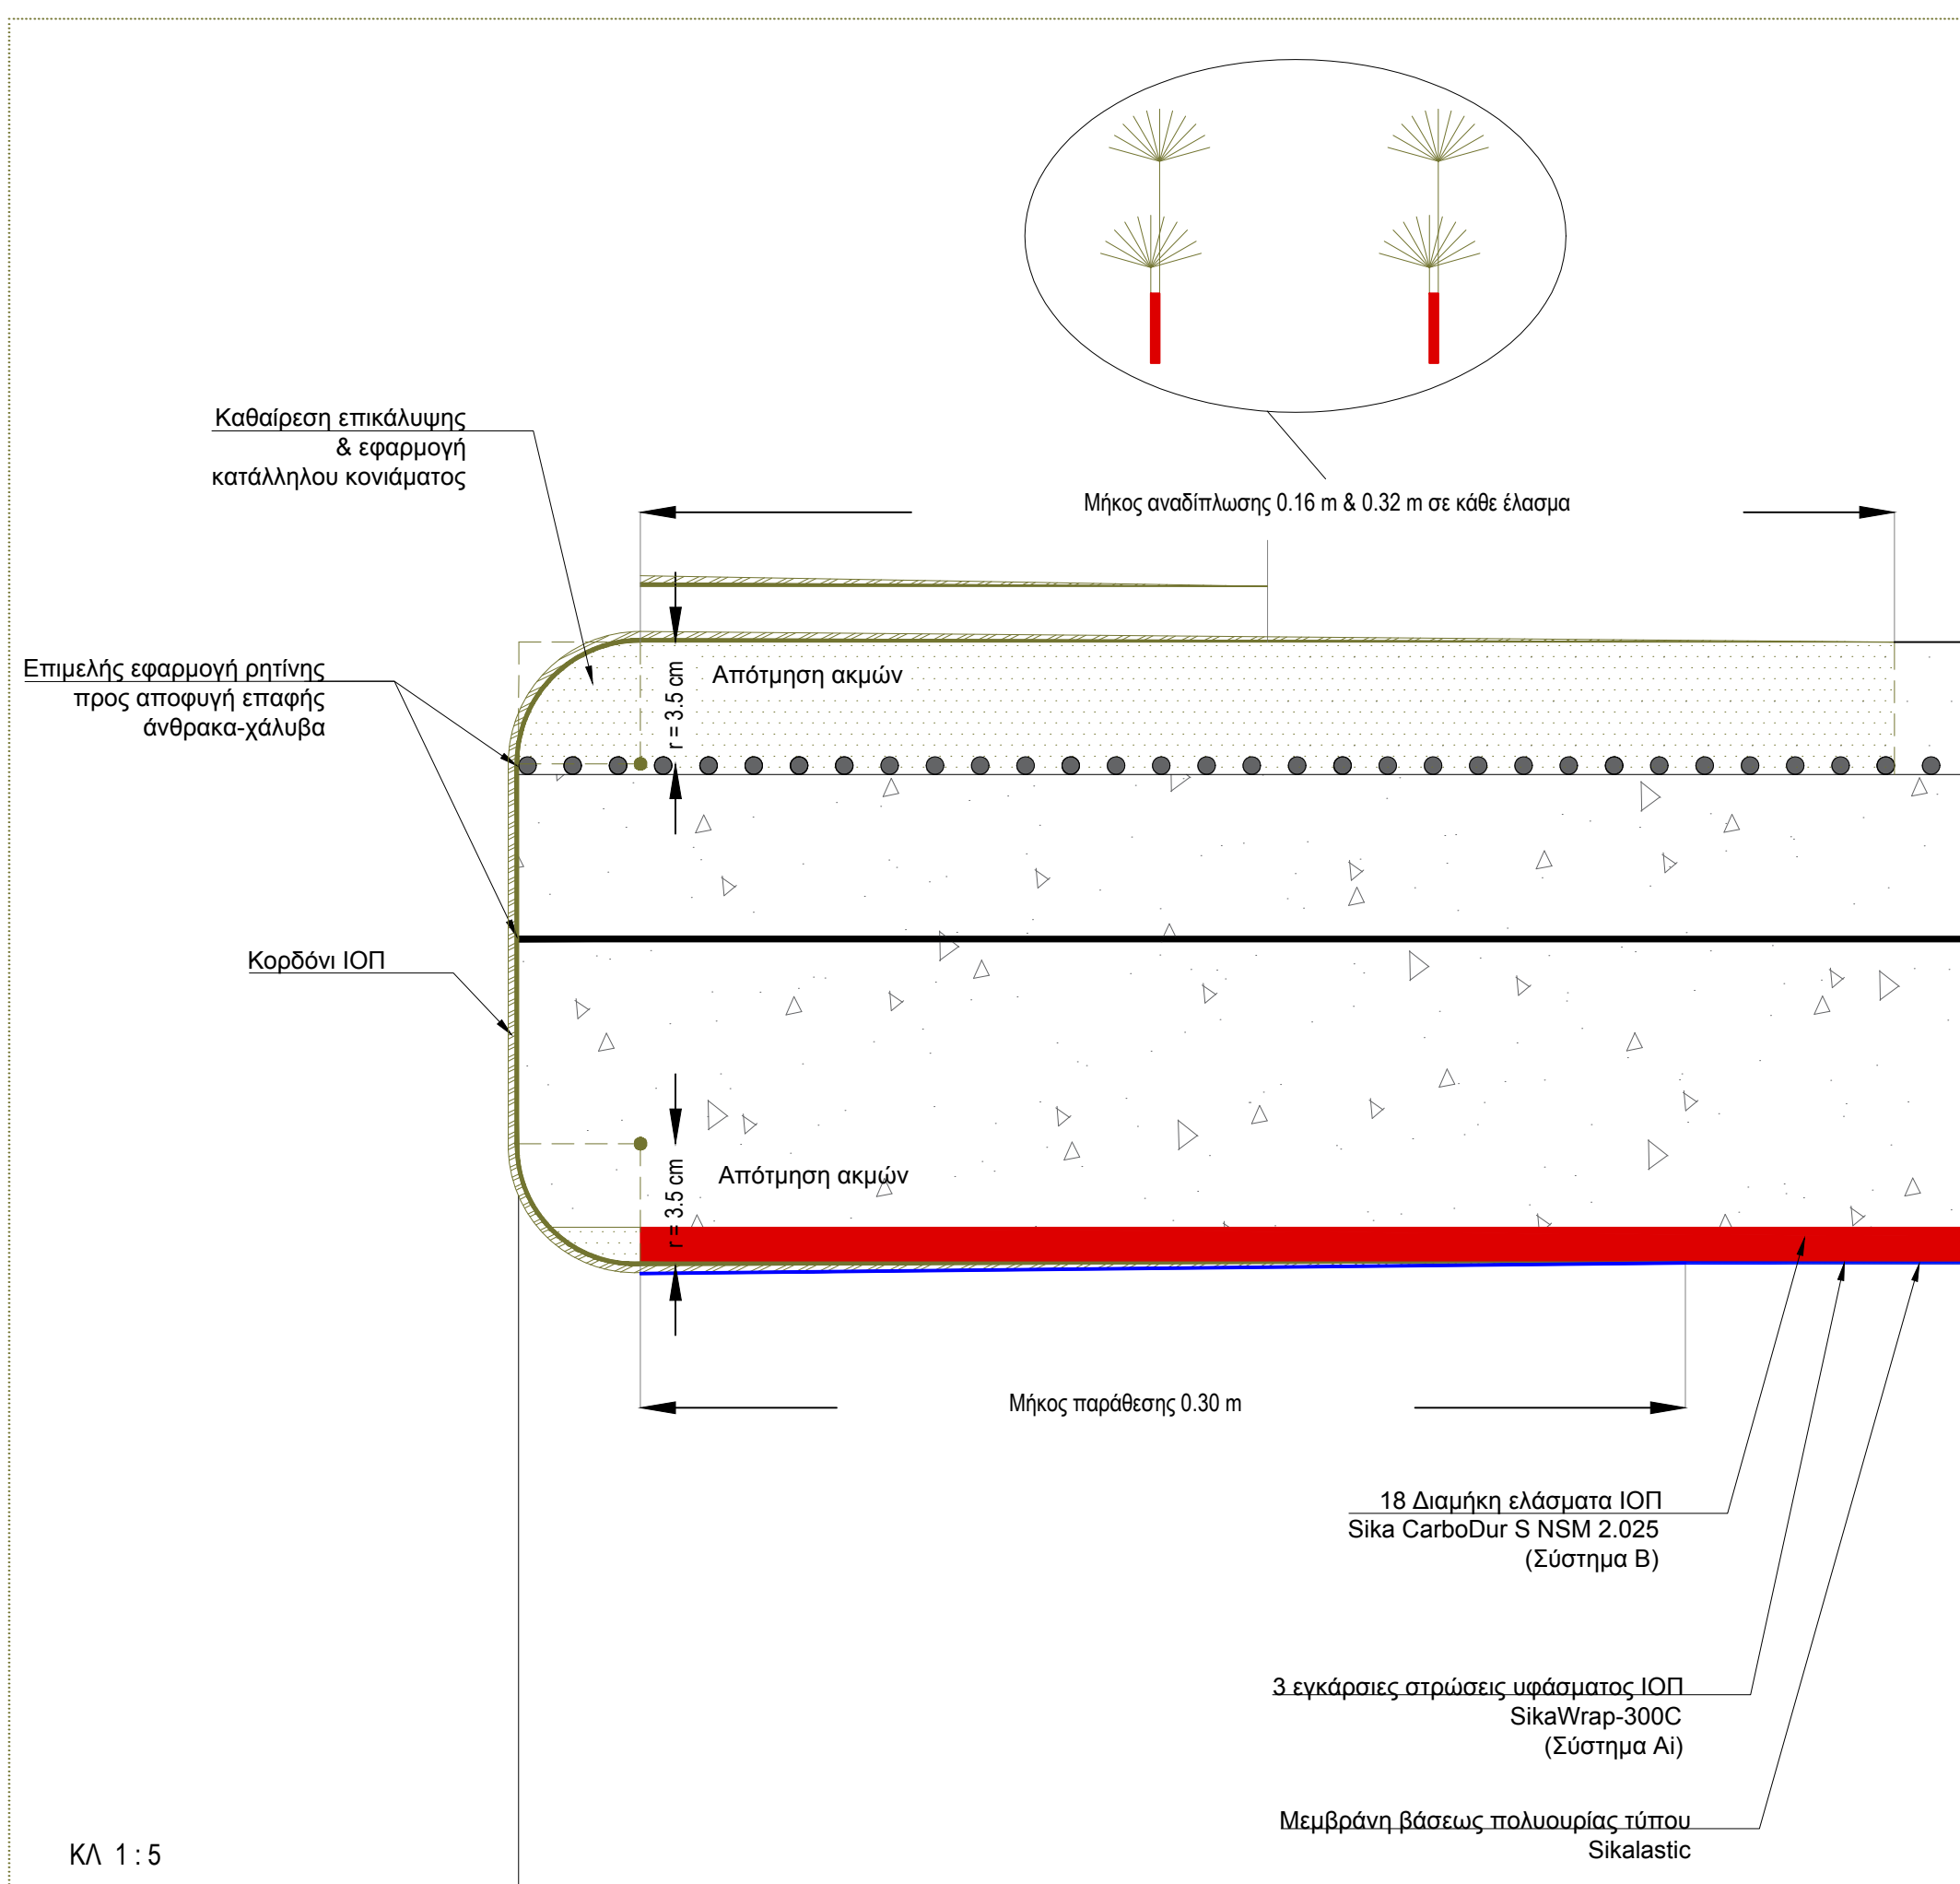 Καθαίρεση επικάλυψης
& εφαρμογή
κατάλληλου κονιάματος
Μήκος αναδίπλωσης 0.16 m & 0.32 m σε κάθε έλασμα
Επιμελής εφαρμογή ρητίνης
προς αποφυγή επαφής
άνθρακα-χάλυβα
r = 3.5 cm
Απότμηση ακμών
Κορδόνι ΙΟΠ
r = 3.5 cm
Απότμηση ακμών
Μήκος παράθεσης 0.30 m
18 Διαμήκη ελάσματα ΙΟΠ
Sika CarboDur S NSM 2.025
(Σύστημα Β)
3 εγκάρσιες στρώσεις υφάσματος ΙΟΠ
SikaWrap-300C
(Σύστημα Ai)
Μεμβράνη βάσεως πολυουρίας τύπου
Sikalastic
ΚΛ 1 : 5